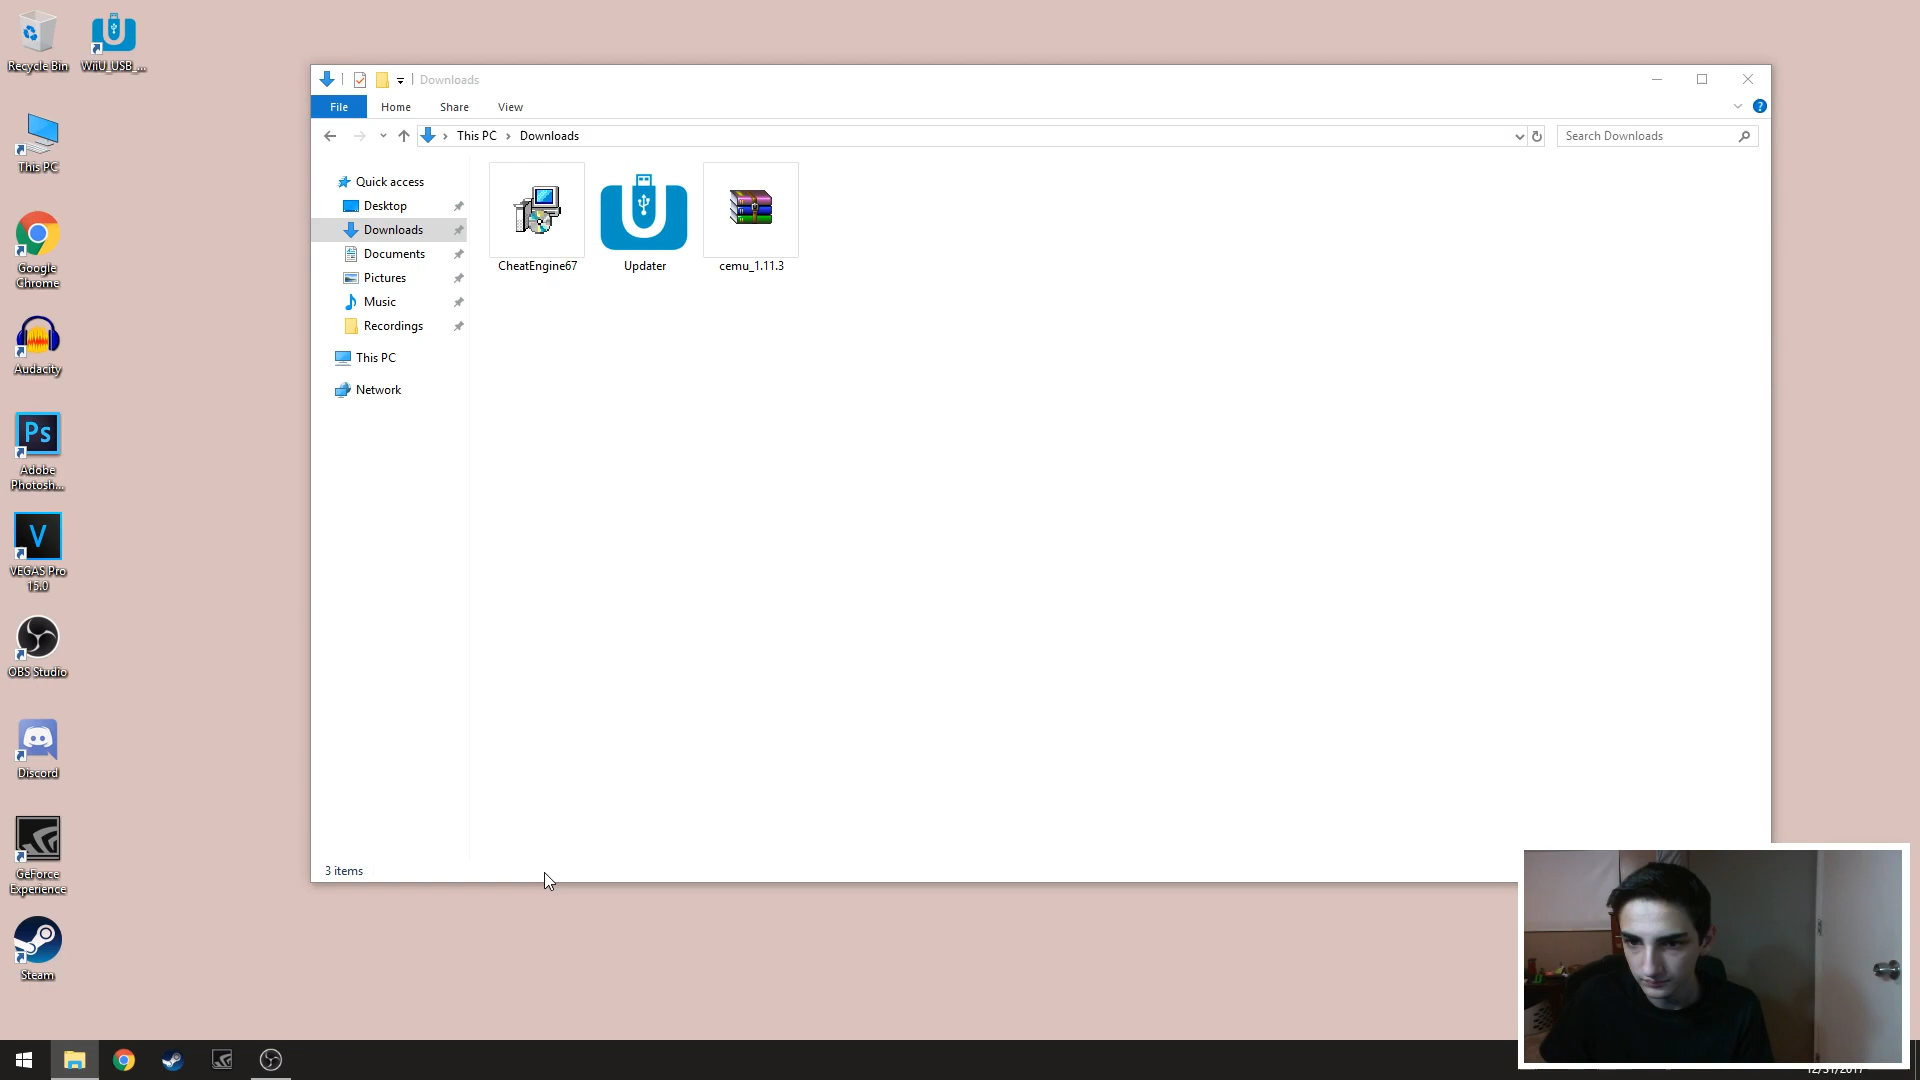 Recycle Bin
WiiU_USB_...
This PC
Google
Chrome
Audacity
Ps
Adobe
Photosh...
V
VEGAS Pro
15.0
OBS Studio
Discord
GeForce
Experience
Steam
Downloads
File Home Share View
This PC Downloads
Search Downloads
Quick access
Desktop
Downloads
Documents
Pictures
Music
Recordings
This PC
Network
CheatEngine67
Updater
cemu_1.11.3
3 items
12/31/2017